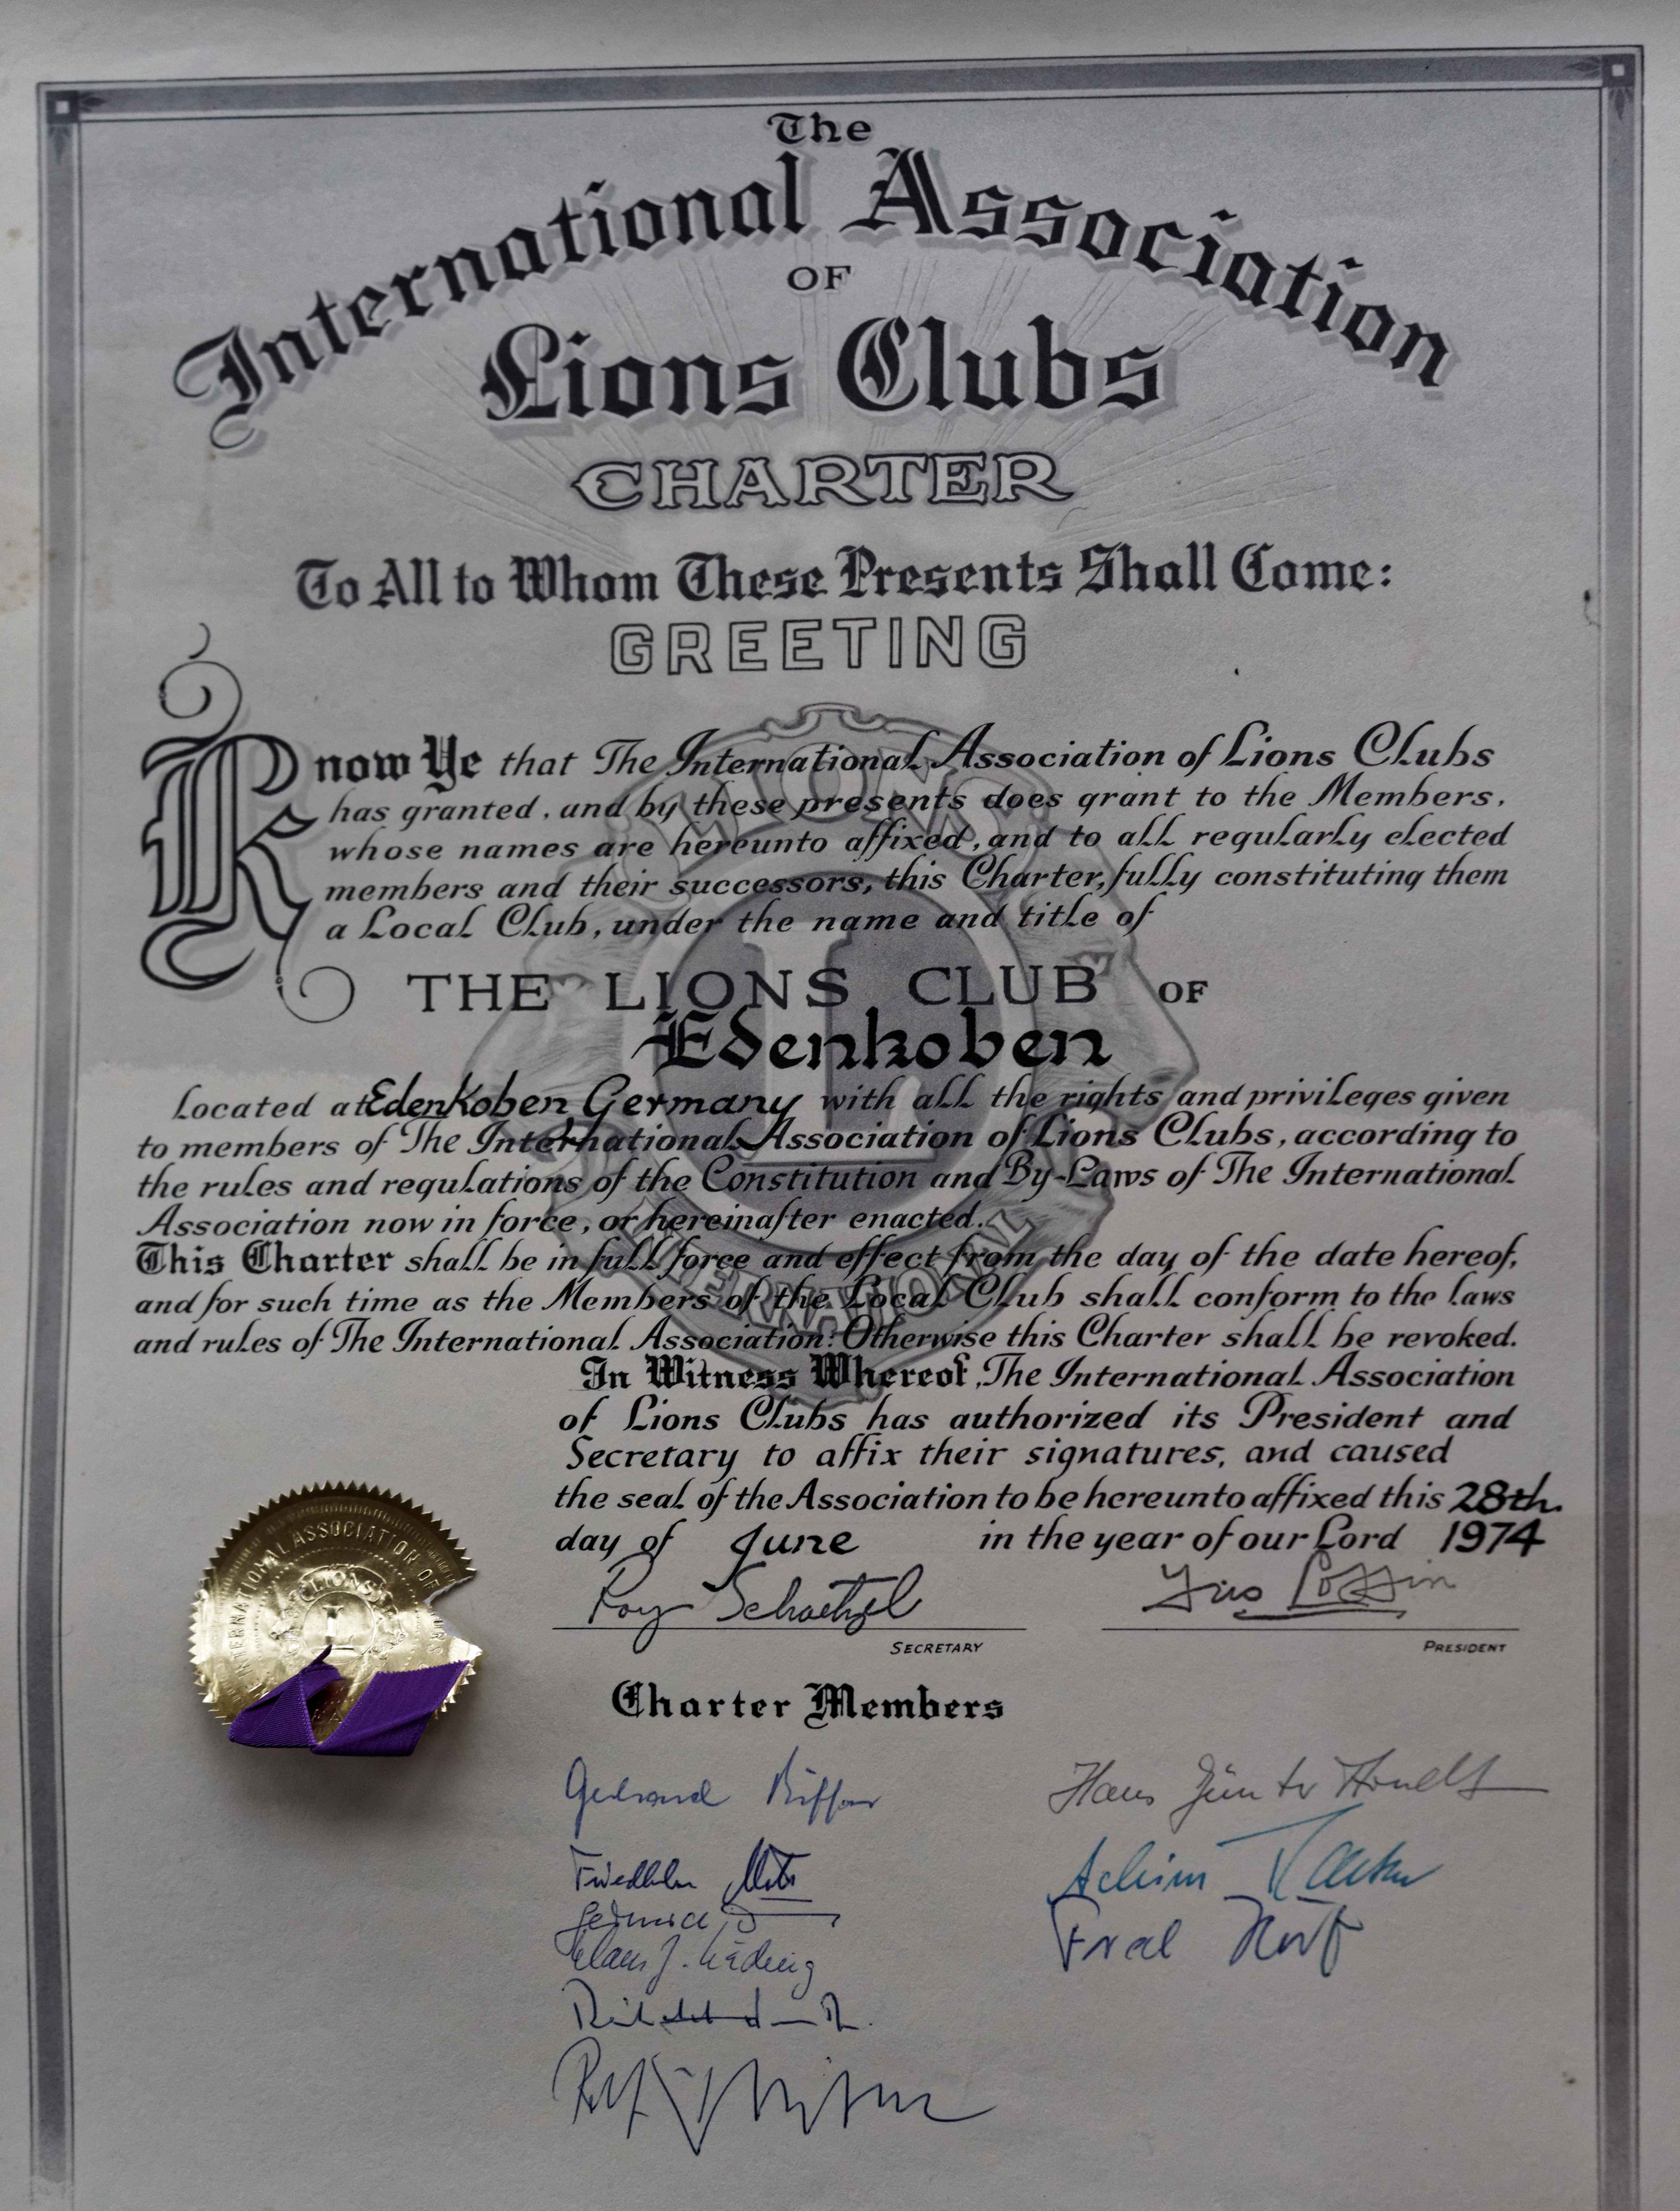 The
International Association
OF
Lions Clubs
CHARTER
To All to Whom These Presents Shall Come:
GREETING
Know Ye that The International Association of Lions Clubs
has granted, and by these presents does grant to the Members,
whose names are hereunto affixed, and to all regularly elected
members and their successors, this Charter, fully constituting them
a Local Club, under the name and title of
THE LIONS CLUB OF
Edenkoben
Located at Edenkoben Germany with all the rights and privileges given
to members of The International Association of Lions Clubs, according to
the rules and regulations of the Constitution and By-Laws of The International
Association now in force, or hereinafter enacted.
This Charter shall be in full force and effect from the day of the date hereof,
and for such time as the Members of the Local Club shall conform to the laws
and rules of The International Association: Otherwise this Charter shall be revoked.
In Witness Whereof, The International Association
of Lions Clubs has authorized its President and
Secretary to affix their signatures, and caused
the seal of the Association to be hereunto affixed this 28th.
day of June in the year of our Lord 1974
Roy Schaetzel
SECRETARY
PRESIDENT
INTERNATIONAL ASSOCIATION OF
LIONS
L
LIONS
L
INTERNATIONAL
Charter Members
Hans Günter
Achim
Klaus J.